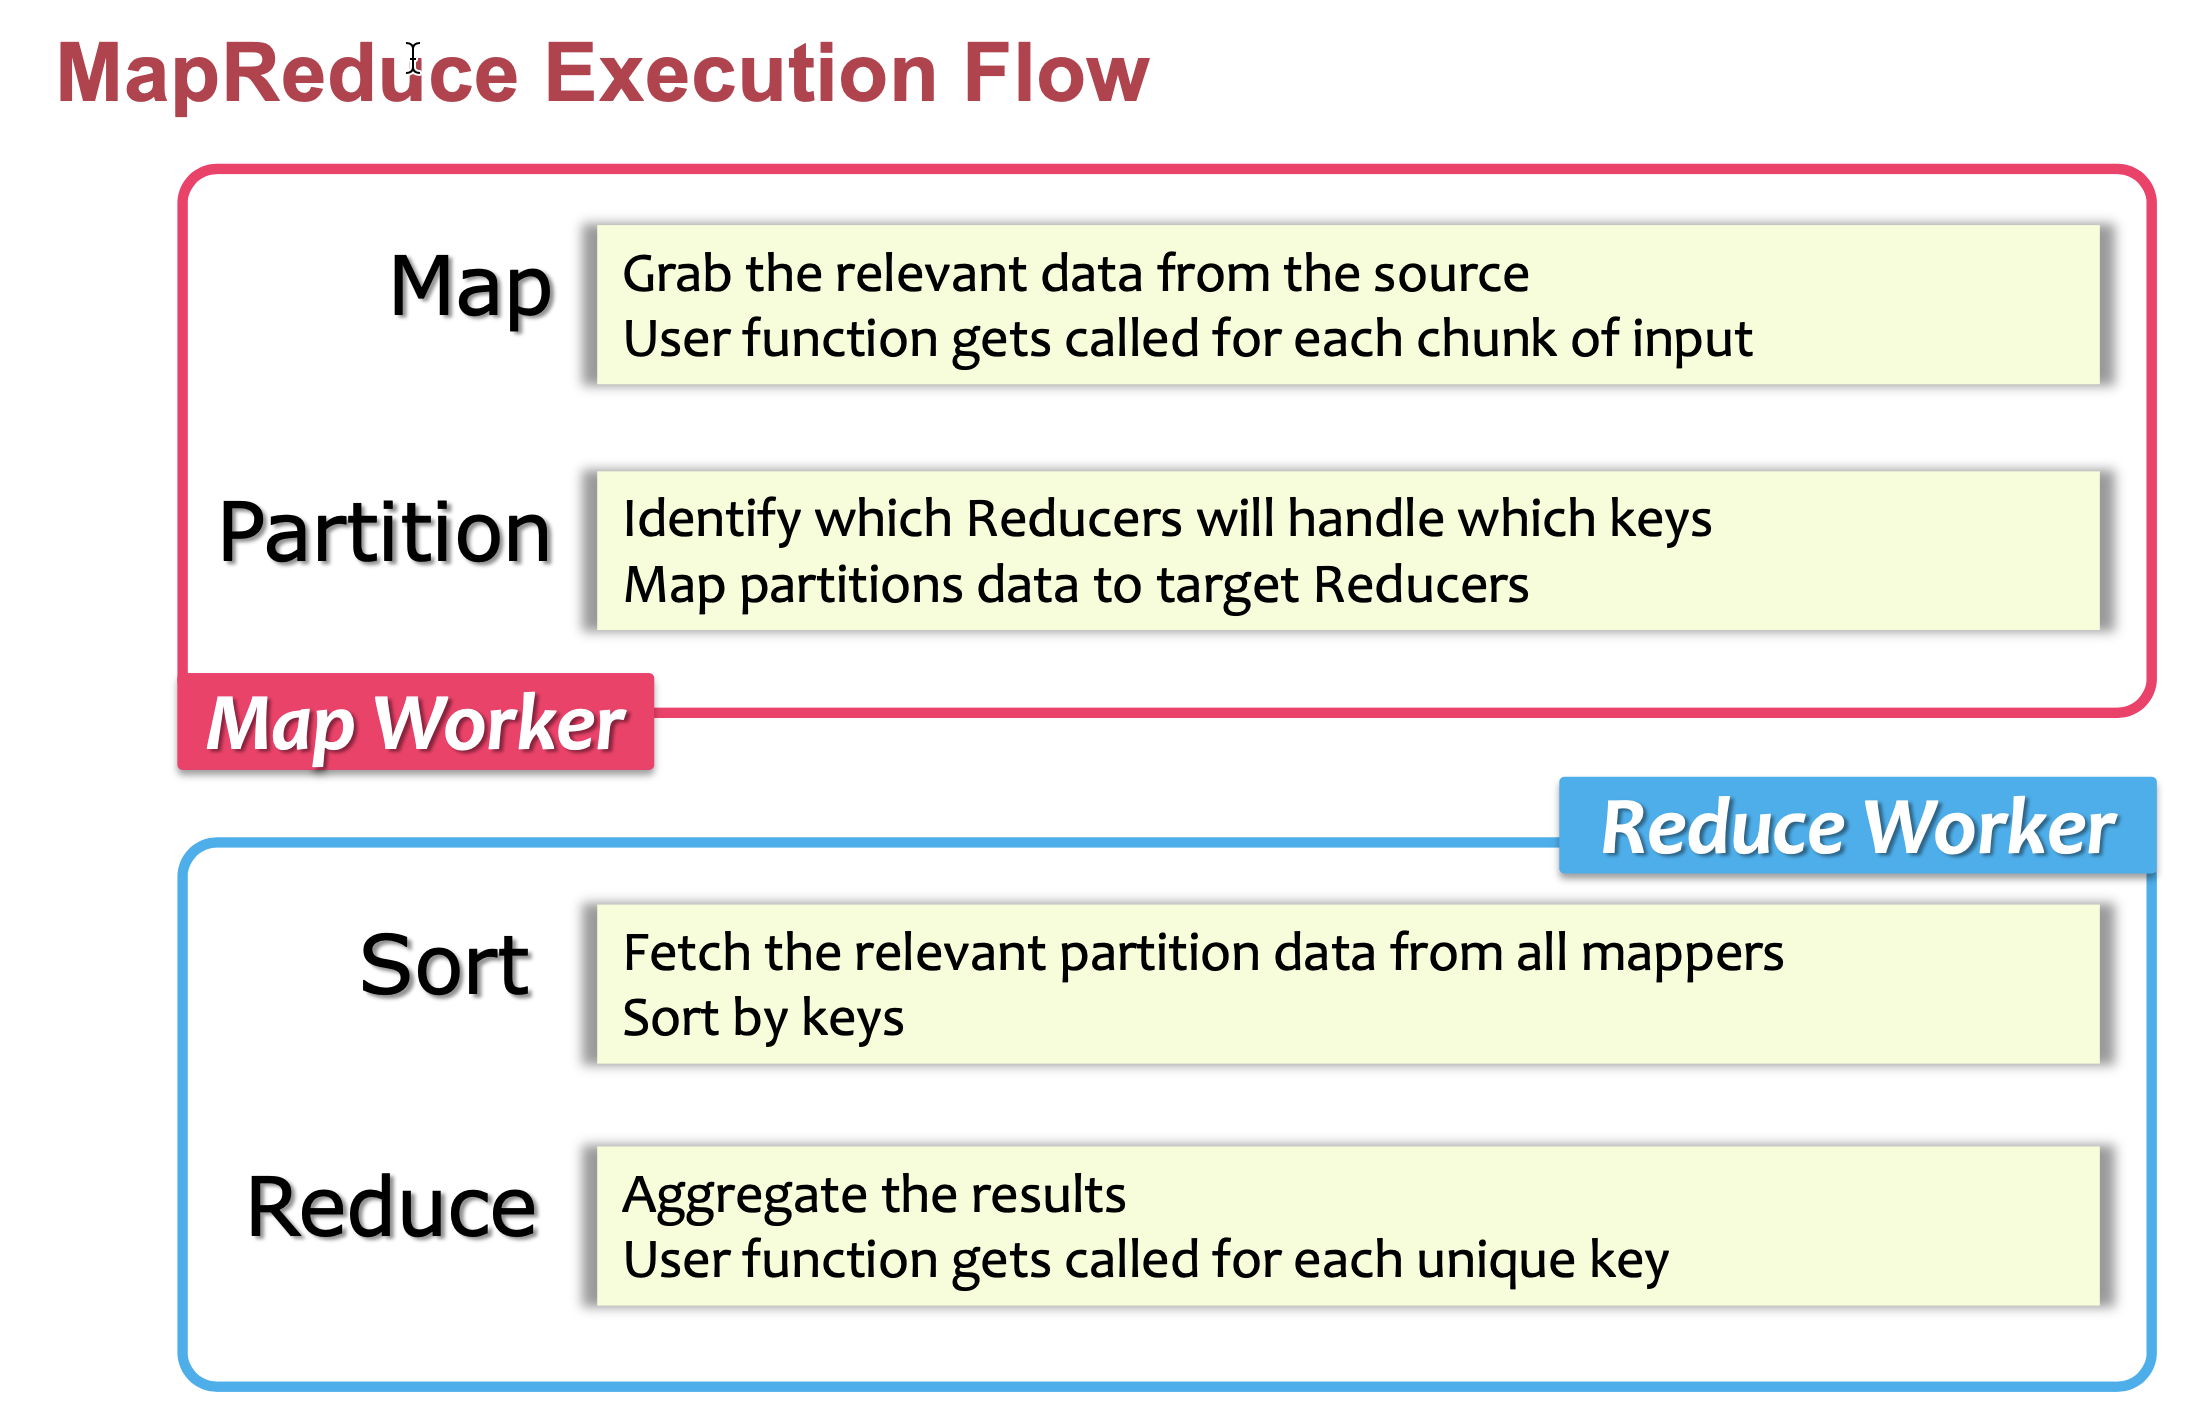 MapReduce Execution Flow
Map
Grab the relevant data from the source
User function gets called for each chunk of input
Partition
Identify which Reducers will handle which keys
Map partitions data to target Reducers
Map Worker
Reduce Worker
Sort
Fetch the relevant partition data from all mappers
Sort by keys
Reduce
Aggregate the results
User function gets called for each unique key